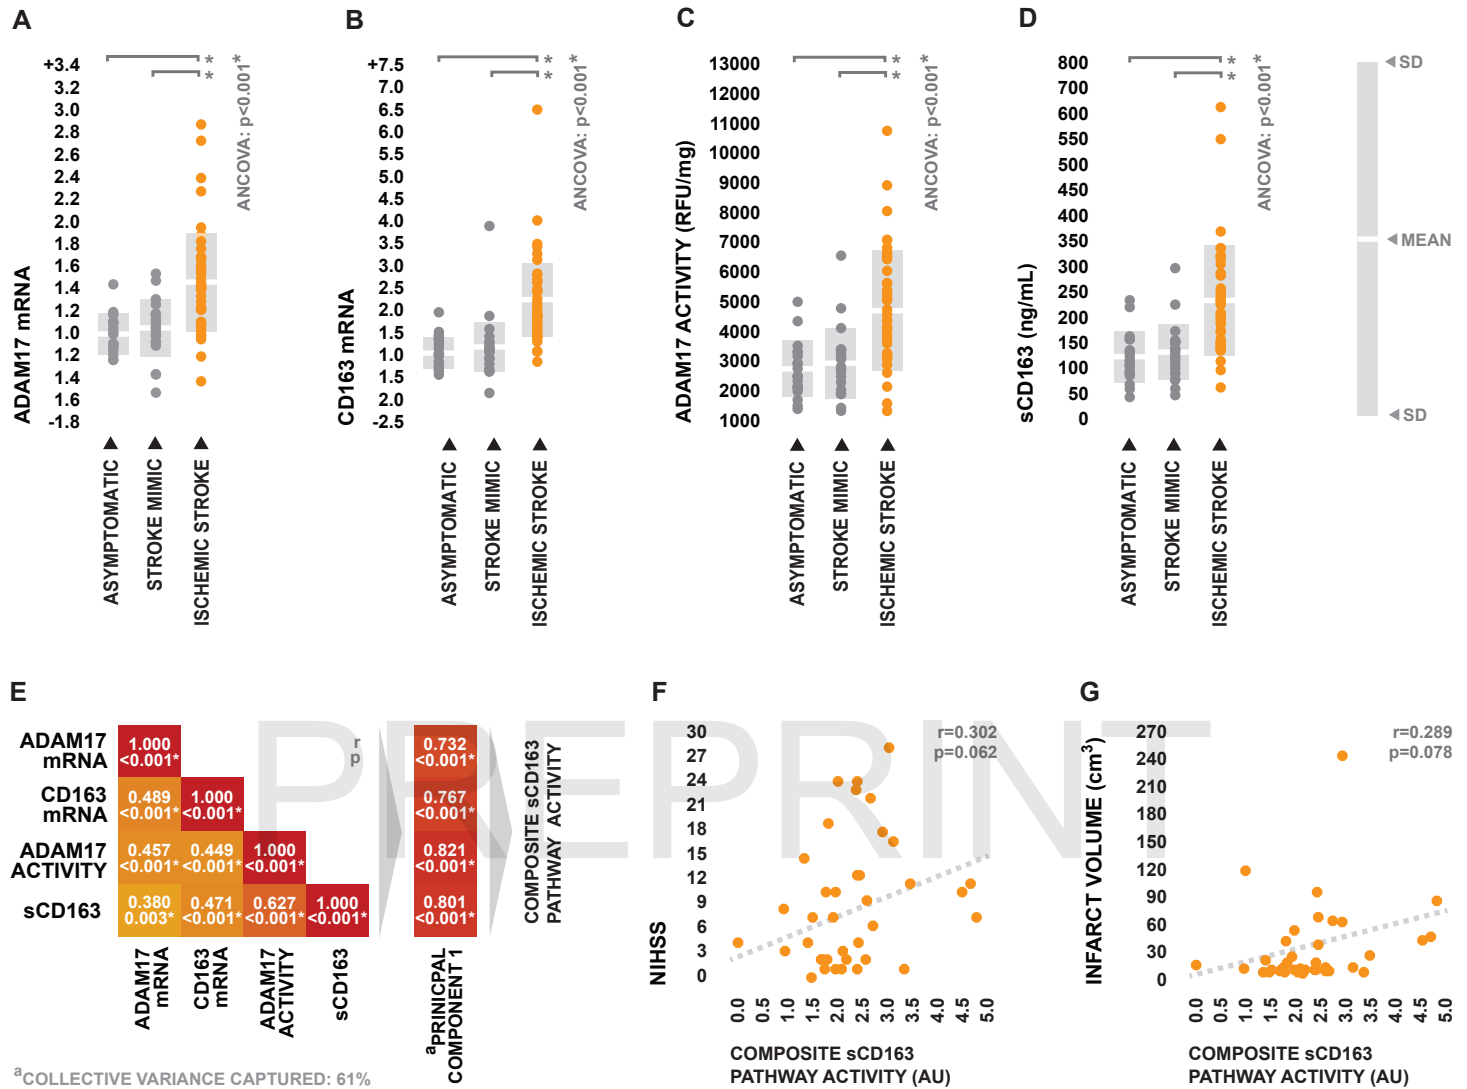 A
ADAM17 mRNA
+3.4
3.2
3.0
2.8
2.6
2.4
2.2
2.0
1.8
1.6
1.4
1.2
1.0
1.2
1.4
1.6
-1.8
*
*
*
ANCOVA: p<0.001
ASYMPTOMATIC
STROKE MIMIC
ISCHEMIC STROKE
B
CD163 mRNA
+7.5
7.0
6.5
6.0
5.5
5.0
4.5
4.0
3.5
3.0
2.5
2.0
1.5
1.0
1.5
2.0
-2.5
*
*
*
ANCOVA: p<0.001
ASYMPTOMATIC
STROKE MIMIC
ISCHEMIC STROKE
C
ADAM17 ACTIVITY (RFU/mg)
13000
12000
11000
10000
9000
8000
7000
6000
5000
4000
3000
2000
1000
*
*
*
ANCOVA: p<0.001
ASYMPTOMATIC
STROKE MIMIC
ISCHEMIC STROKE
D
sCD163 (ng/mL)
800
700
600
550
500
450
400
350
300
250
200
150
100
50
0
*
*
*
ANCOVA: p<0.001
ASYMPTOMATIC
STROKE MIMIC
ISCHEMIC STROKE
SD
MEAN
SD
PREPRINT
E
ADAM17
mRNA
1.000
<0.001*
r
p
CD163
mRNA
0.489 1.000
<0.001* <0.001*
ADAM17
ACTIVITY
0.457 0.449 1.000
<0.001* <0.001* <0.001*
sCD163
0.380 0.471 0.627 1.000
0.003* <0.001* <0.001* <0.001*
ADAM17
mRNA
CD163
mRNA
ADAM17
ACTIVITY
sCD163
0.732
<0.001*
0.767
<0.001*
0.821
<0.001*
0.801
<0.001*
aPRINICPAL
COMPONENT 1
COMPOSITE sCD163
PATHWAY ACTIVITY
aCOLLECTIVE VARIANCE CAPTURED: 61%
F
NIHSS
30
27
24
21
18
15
12
9
6
3
0
r=0.302
p=0.062
0.0
0.5
1.0
1.5
2.0
2.5
3.0
3.5
4.0
4.5
5.0
COMPOSITE sCD163
PATHWAY ACTIVITY (AU)
G
INFARCT VOLUME (cm³)
270
240
210
180
150
120
90
60
30
0
r=0.289
p=0.078
0.0
0.5
1.0
1.5
2.0
2.5
3.0
3.5
4.0
4.5
5.0
COMPOSITE sCD163
PATHWAY ACTIVITY (AU)